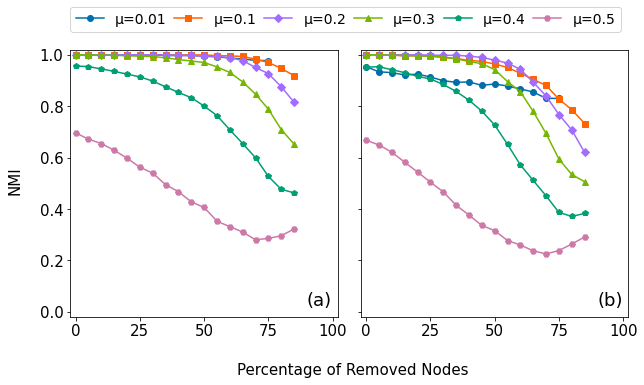 μ=0.01 μ=0.1 μ=0.2 μ=0.3 μ=0.4 μ=0.5
1.0
0.8
0.6
0.4
0.2
0.0
NMI
(a) (b)
0 25 50 75 100 0 25 50 75 100
Percentage of Removed Nodes